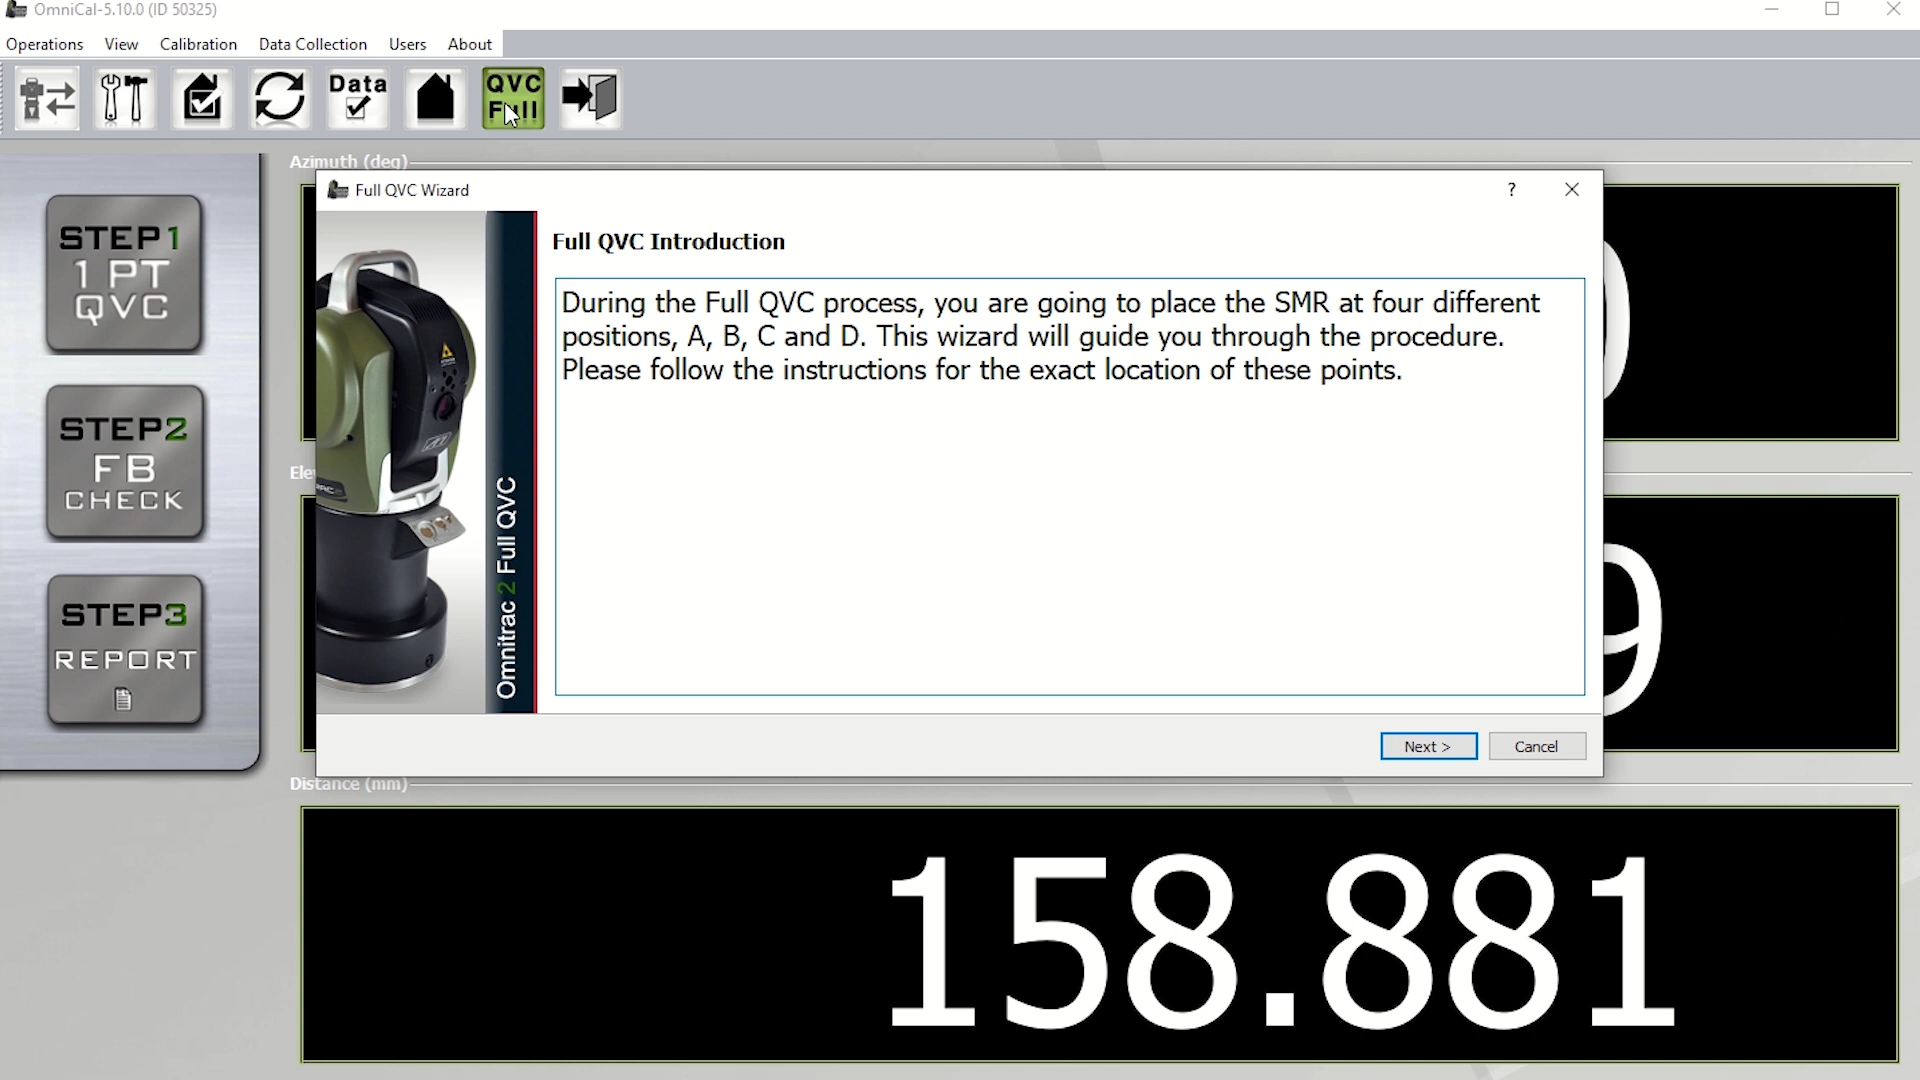 OmniCal-5.10.0 (ID 50325)
Operations View Calibration Data Collection Users About
Data
QVC
Full
STEP1
1 PT
QVC
STEP2
FB
CHECK
STEP3
REPORT
Azimuth (deg)
Full QVC Wizard
?
Full QVC Introduction
During the Full QVC process, you are going to place the SMR at four different
positions, A, B, C and D. This wizard will guide you through the procedure.
Please follow the instructions for the exact location of these points.
Omnitrac 2 Full QVC
Next >
Cancel
Ele
9
Distance (mm)
158.881